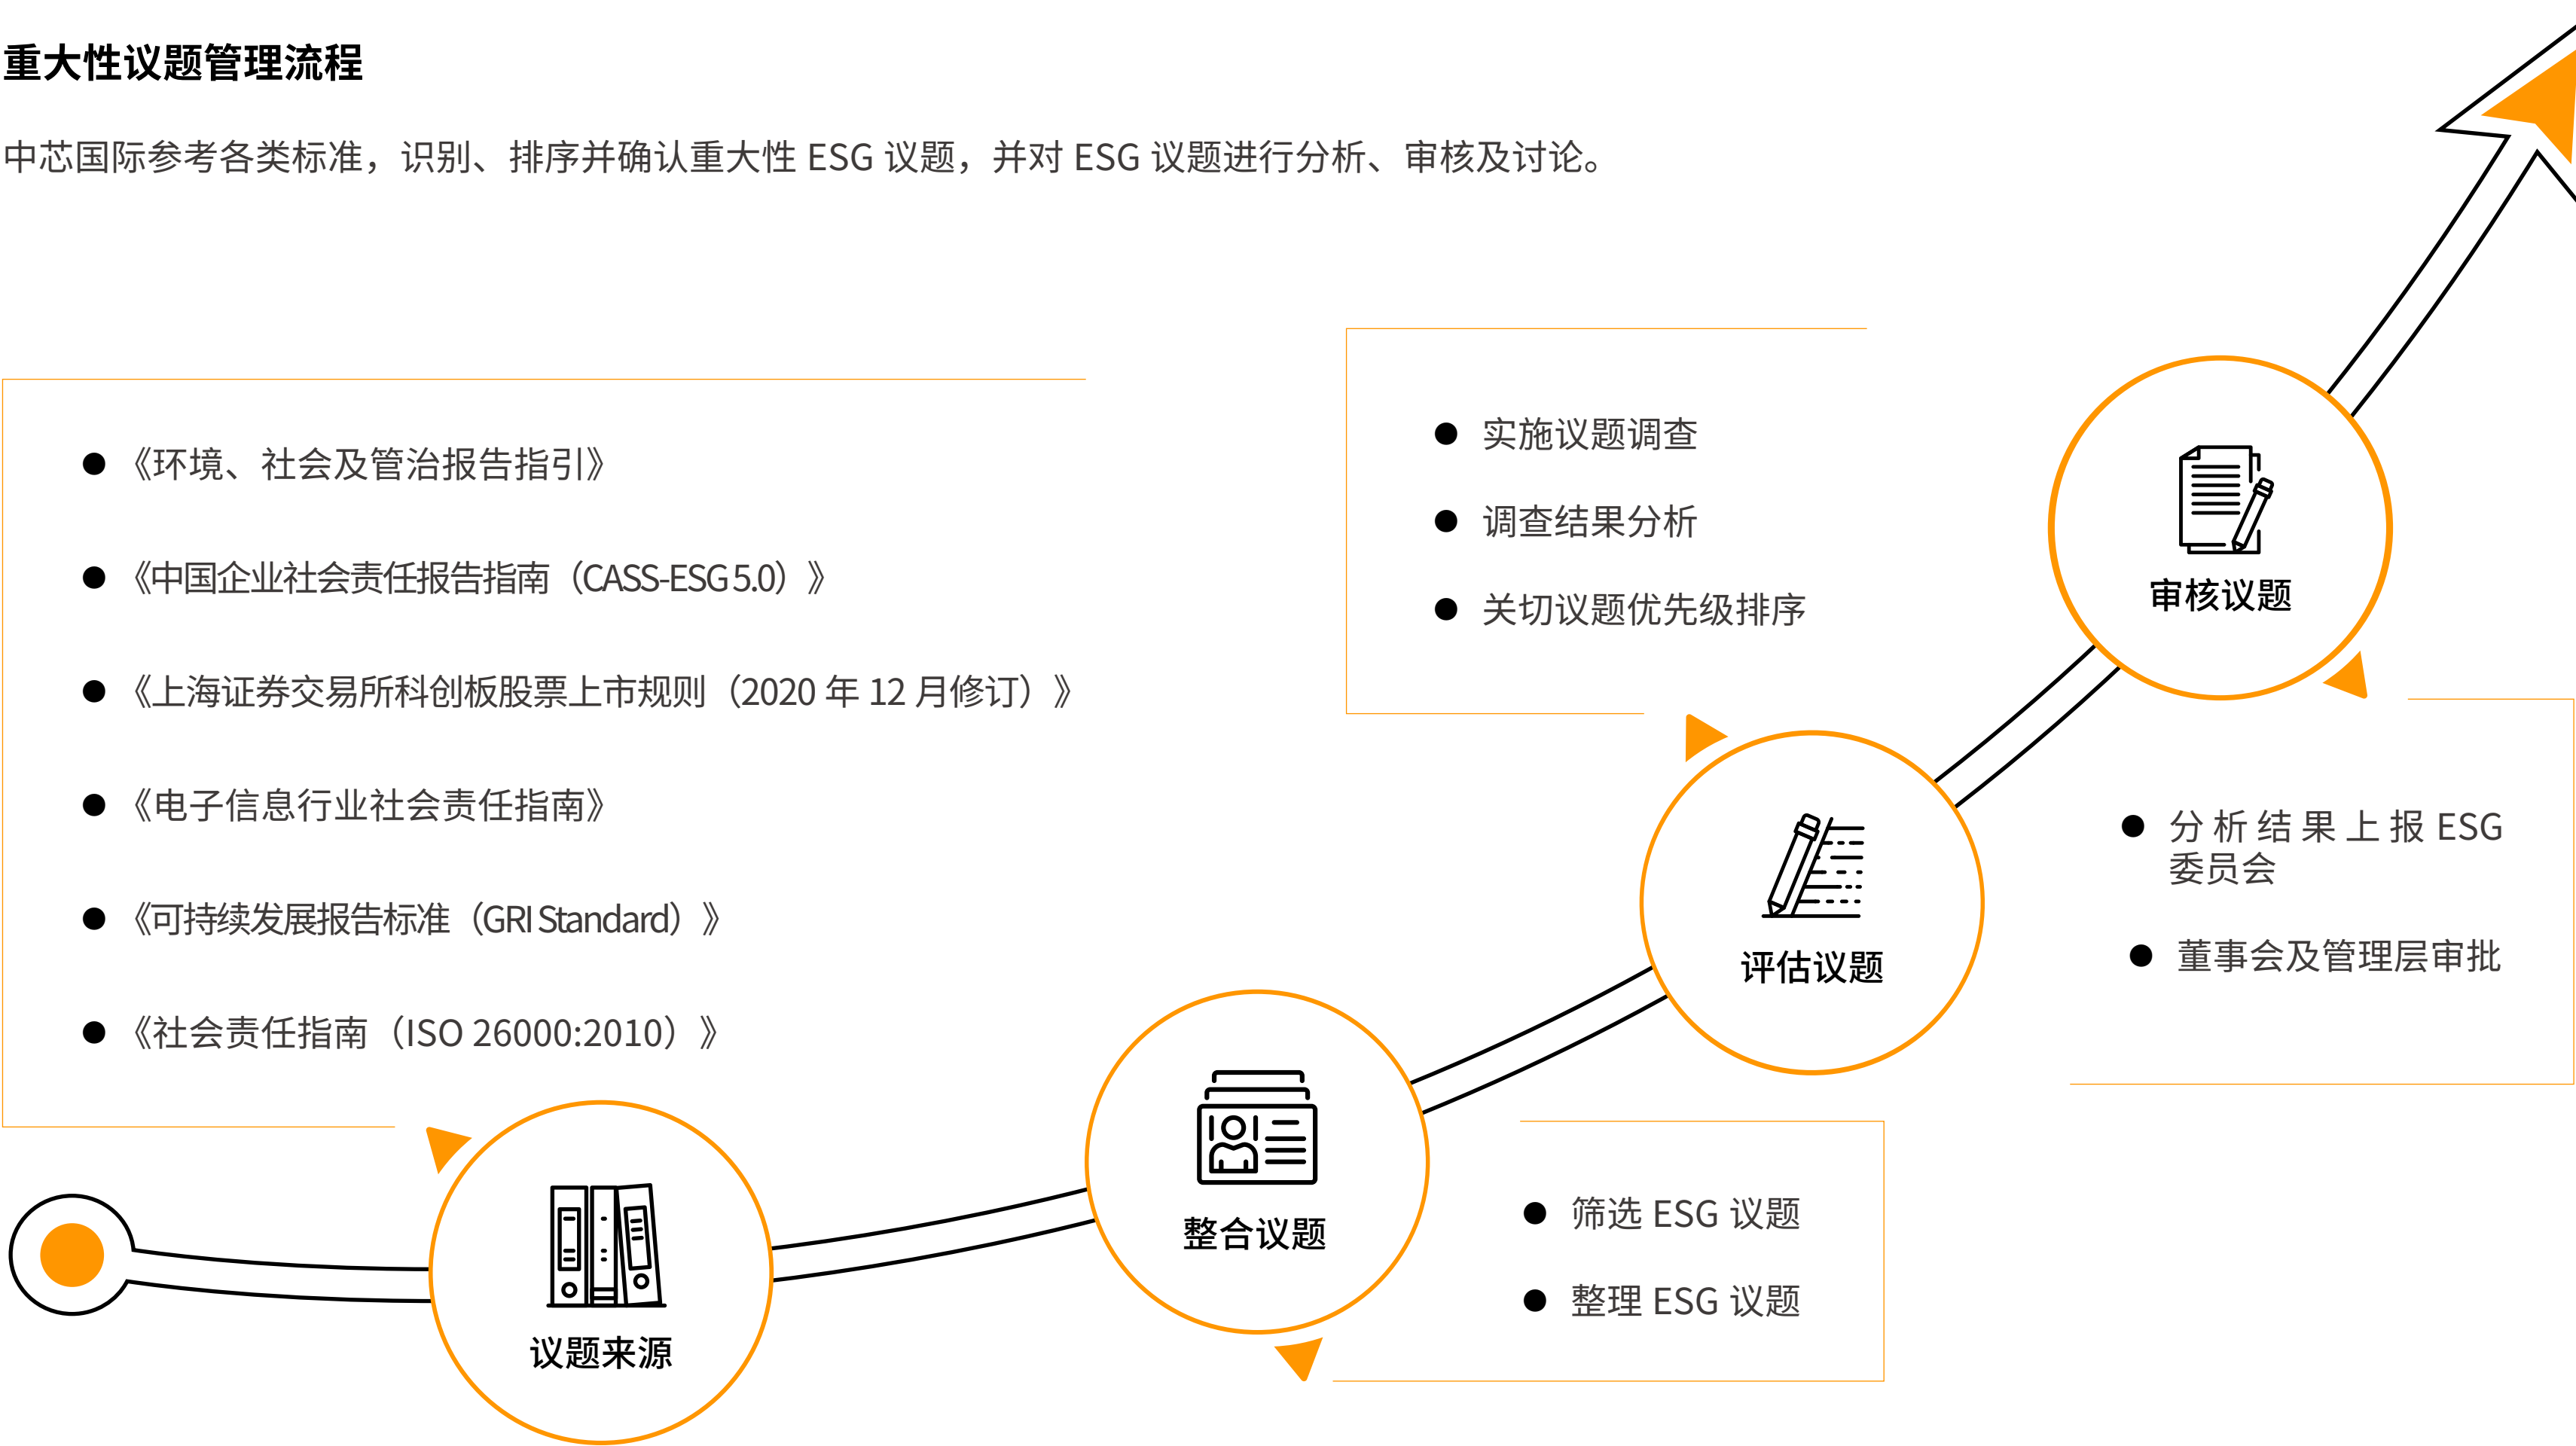 重大性议题管理流程
中芯国际参考各类标准，识别、排序并确认重大性 ESG 议题，并对 ESG 议题进行分析、审核及讨论。
● 《环境、社会及管治报告指引》
● 《中国企业社会责任报告指南（CASS-ESG 5.0）》
● 《上海证券交易所科创板股票上市规则（2020 年 12 月修订）》
● 《电子信息行业社会责任指南》
● 《可持续发展报告标准（GRI Standard）》
● 《社会责任指南（ISO 26000:2010）》
议题来源
整合议题
● 筛选 ESG 议题
● 整理 ESG 议题
● 实施议题调查
● 调查结果分析
● 关切议题优先级排序
评估议题
审核议题
● 分析结果上报 ESG
委员会
● 董事会及管理层审批